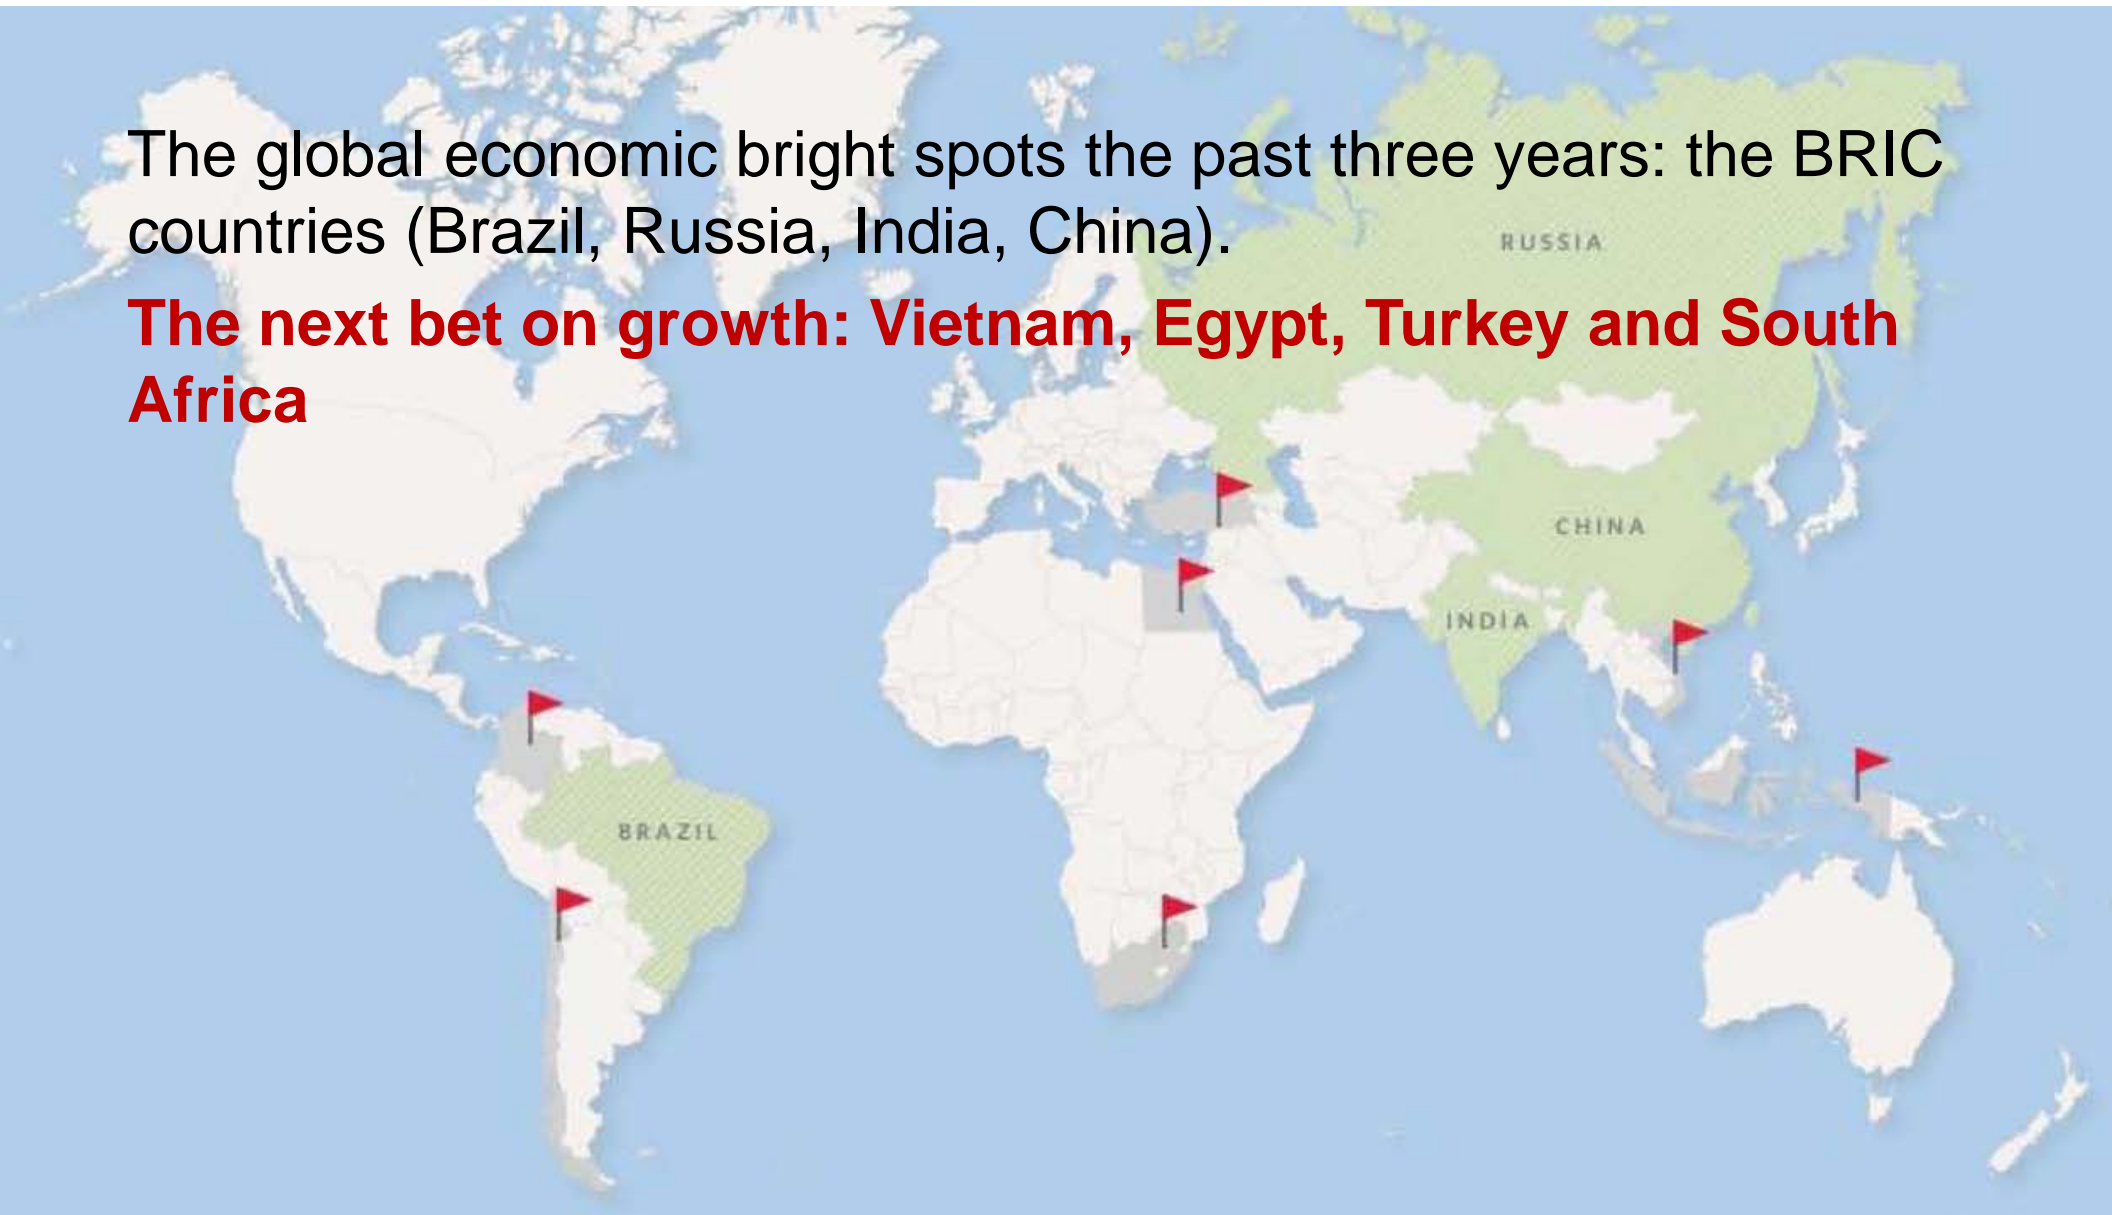 The global economic bright spots the past three years: the BRIC
countries (Brazil, Russia, India, China).
The next bet on growth: Vietnam, Egypt, Turkey and South
Africa
RUSSIA
CHINA
INDIA
BRAZIL